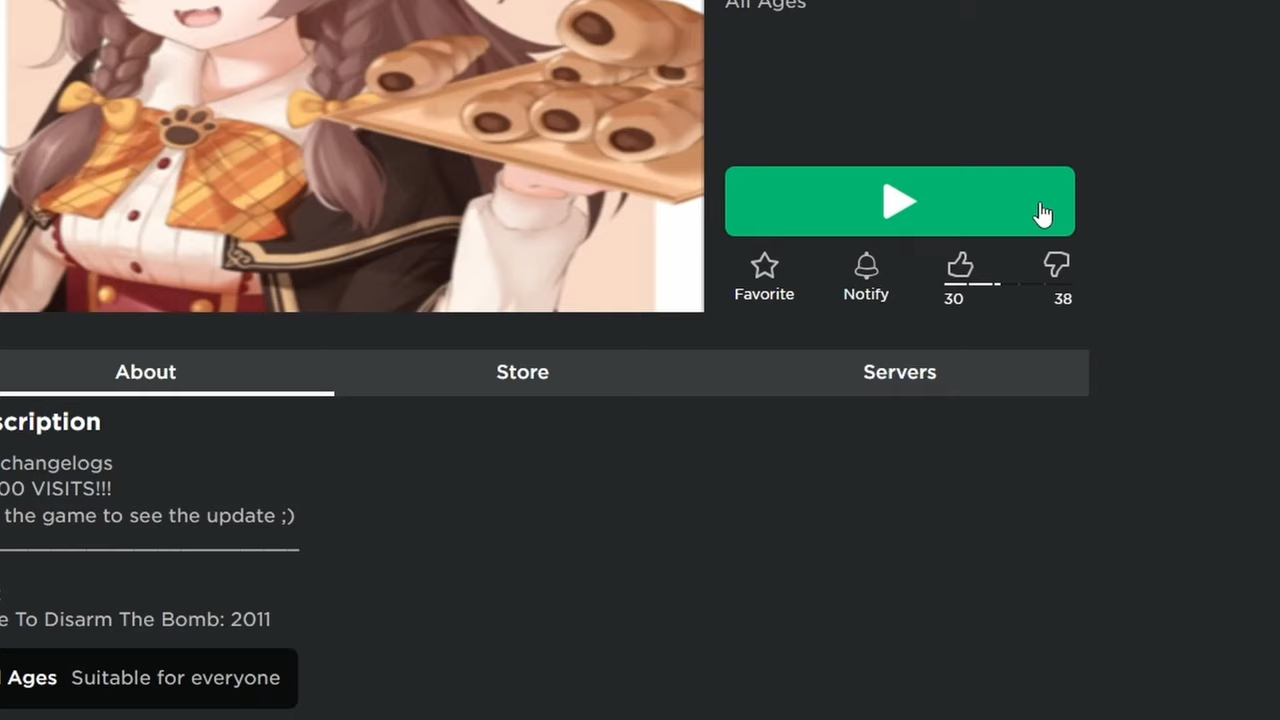 All Ages
Favorite
Notify
30
38
About
Store
Servers
scription
changelogs
00 VISITS!!!
the game to see the update ;)
e To Disarm The Bomb: 2011
Ages Suitable for everyone